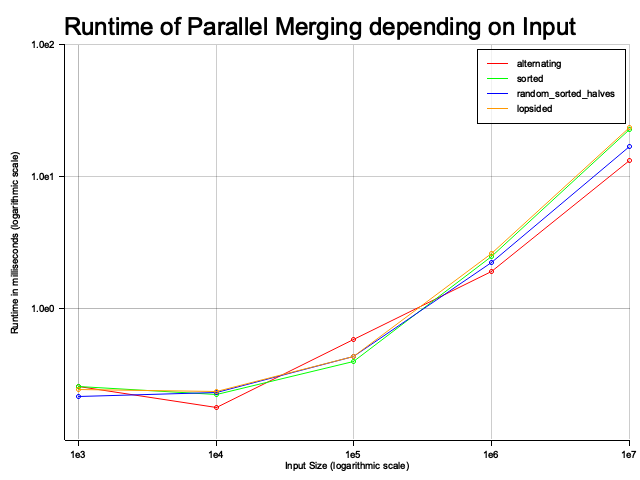 Runtime of Parallel Merging depending on Input
1.0e2
alternating
sorted
random_sorted_halves
lopsided
1.0e1
Runtime in milliseconds (logarithmic scale)
1.0e0
1e3 1e4 1e5 1e6 1e7
Input Size (logarithmic scale)